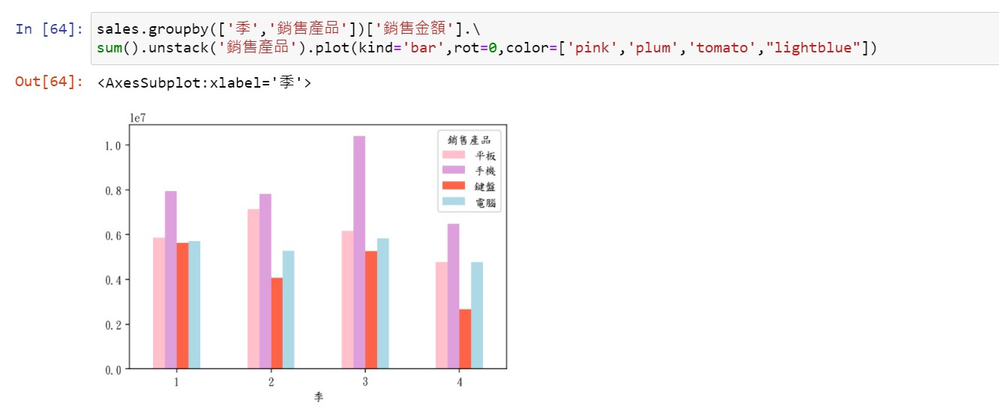 In [64]: sales.groupby(['季','銷售產品'])['銷售金額'].\
sum().unstack('銷售產品').plot(kind='bar',rot=0,color=['pink','plum','tomato',"lightblue"])
Out[64]: <AxesSubplot:xlabel='季'>
1e7
銷售產品
平板
手機
鍵盤
電腦
1.0
0.8
0.6
0.4
0.2
0.0
1 2 3 4
季